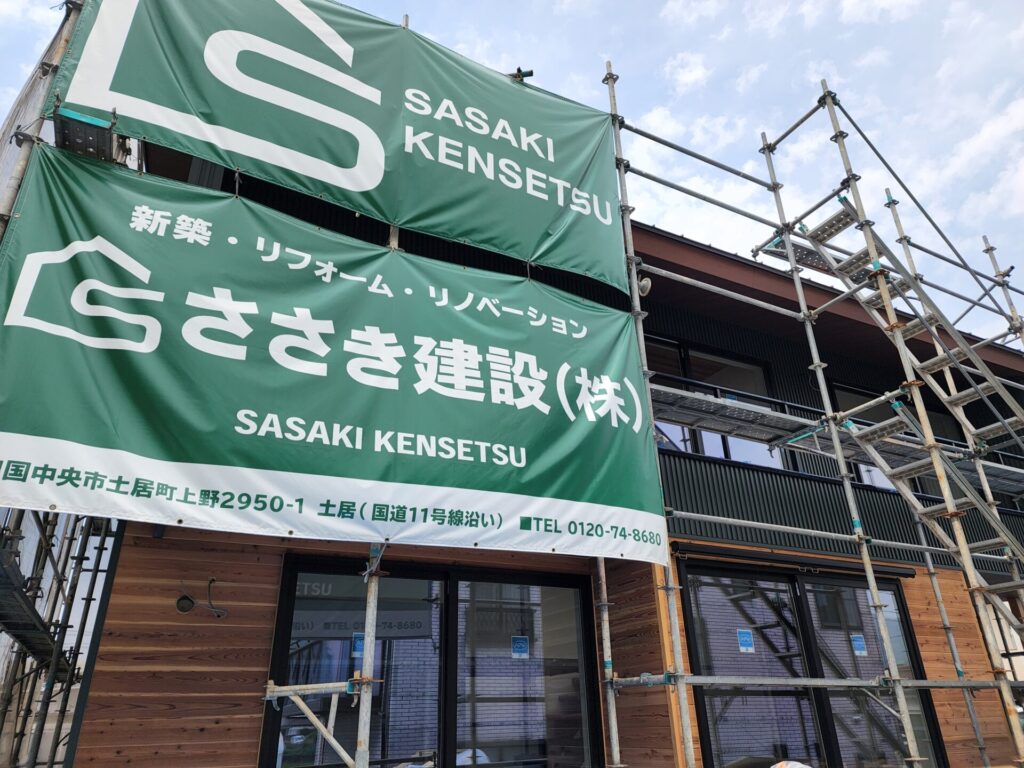 SASAKI
KENSETSU
新築・リフォーム・リノベーション
ささき建設(株)
SASAKI KENSETSU
国中央市土居町上野2950-1 土居(国道11号線沿い) ■TEL 0120-74-8680